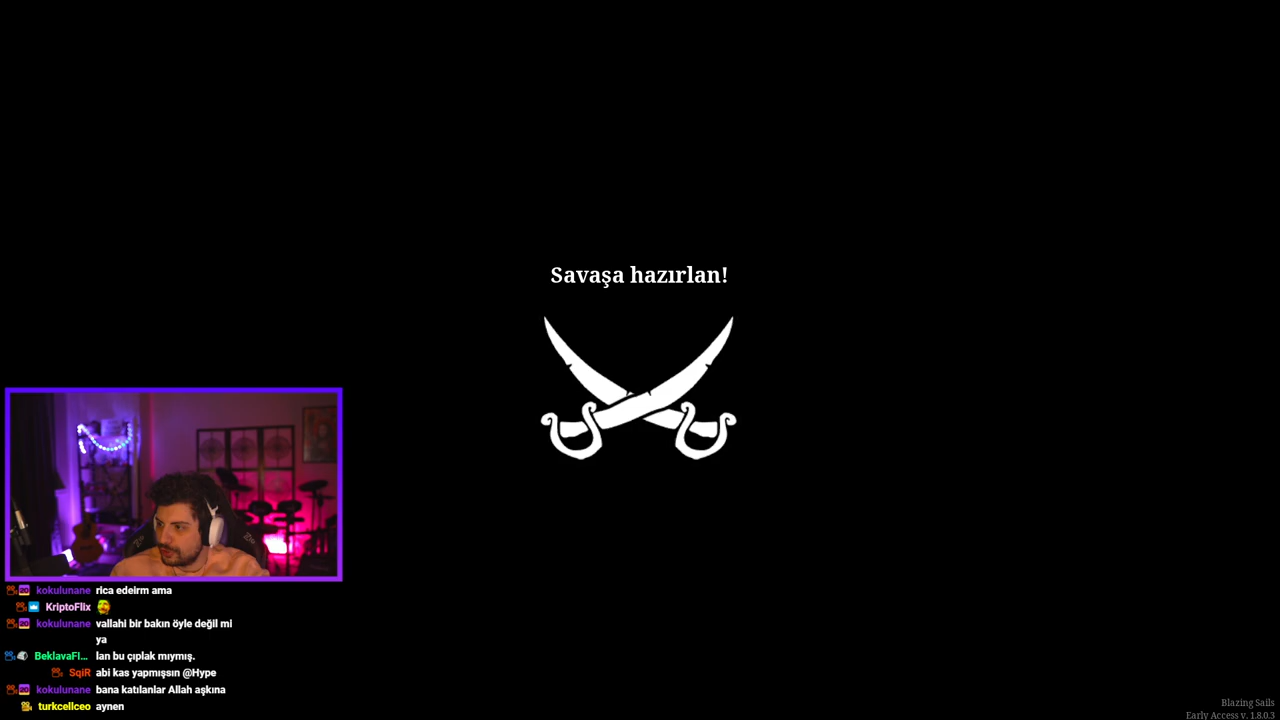 Savaşa hazırlan!
kokulunane rica edeirm ama
KriptoFlix
kokulunane vallahi bir bakın öyle değil mi
ya
BeklavaFl... lan bu çıplak mıymış.
SqiR abi kas yapmışsın @Hype
kokulunane bana katılanlar Allah aşkına
turkcellceo aynen
Blazing Sails
Early Access v. 1.8.0.3